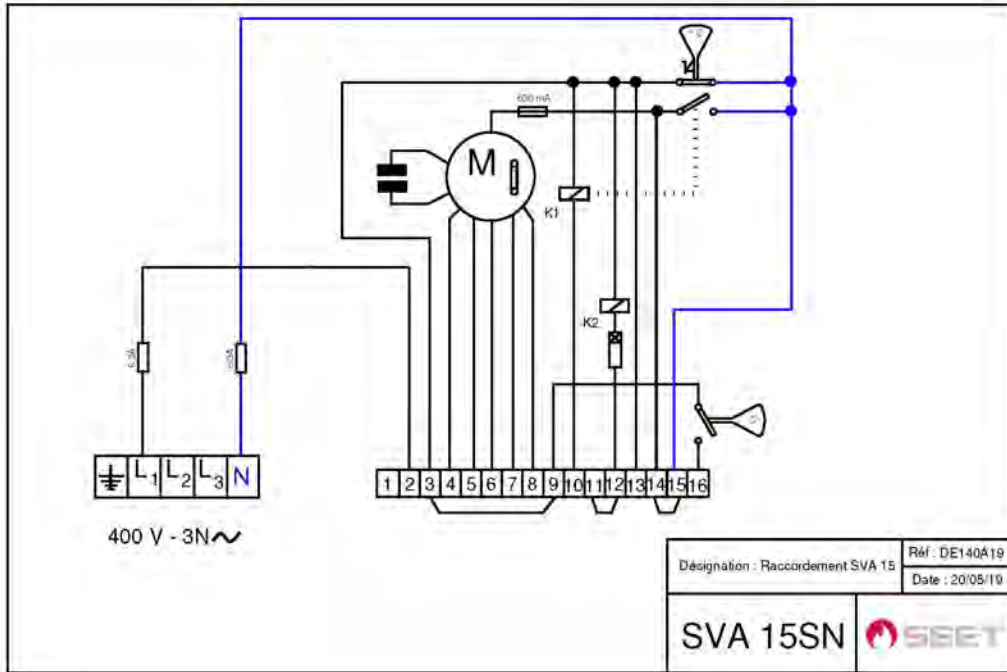 600 mA
M
K1
K2
6.3A
L1 L2 L3 N
400 V - 3N~
1 2 3 4 5 6 7 8 9 10 11 12 13 14 15 16
Désignation : Raccordement SVA 15
Réf : DE140A19
Date : 20/05/19
SVA 15SN
SEET